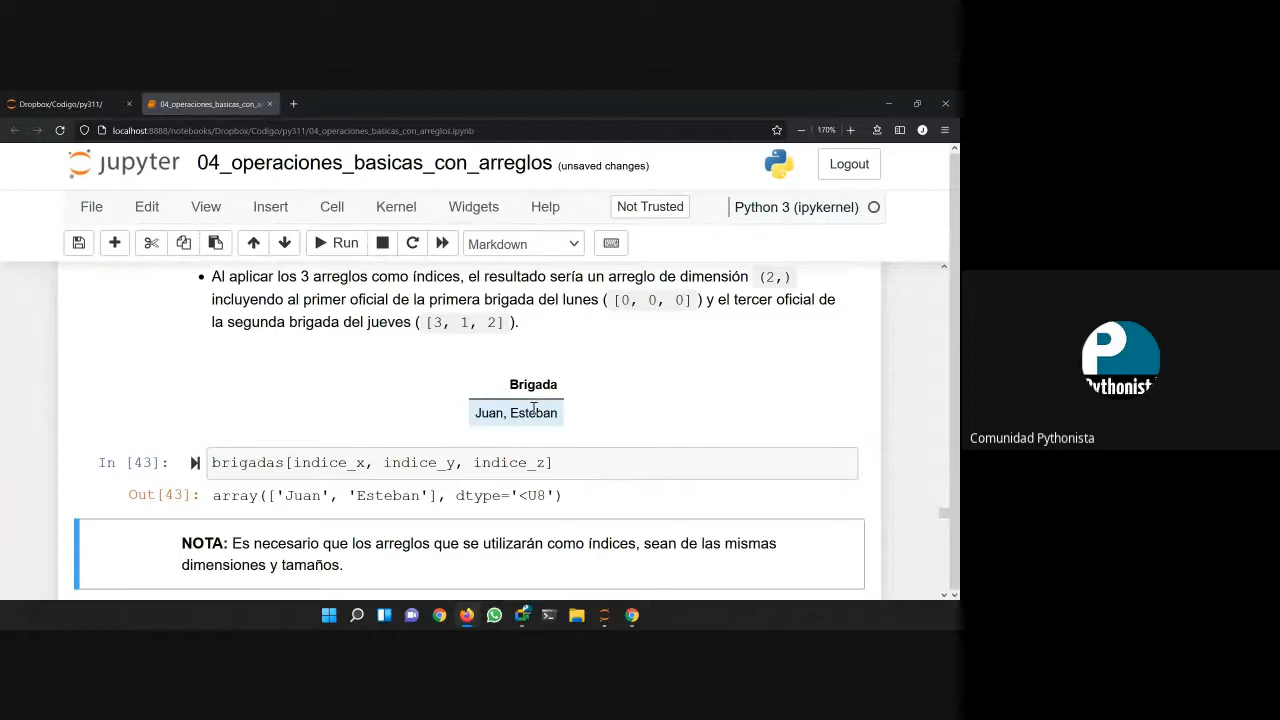 Dropbox/Codigo/py311/
04_operaciones_basicas_con_a
localhost:8888/notebooks/Dropbox/Codigo/py311/04_operaciones_basicas_con_arreglos.ipynb
170%
J
jupyter 04_operaciones_basicas_con_arreglos (unsaved changes)
Logout
File Edit View Insert Cell Kernel Widgets Help Not Trusted Python 3 (ipykernel)
Run Markdown
• Al aplicar los 3 arreglos como índices, el resultado sería un arreglo de dimensión (2,)
incluyendo al primer oficial de la primera brigada del lunes ( [0, 0, 0] ) y el tercer oficial de
la segunda brigada del jueves ( [3, 1, 2] ).
Brigada
Juan, Esteban
In [43]: brigadas[indice_x, indice_y, indice_z]
Out[43]: array(['Juan', 'Esteban'], dtype='<U8')
NOTA: Es necesario que los arreglos que se utilizarán como índices, sean de las mismas
dimensiones y tamaños.
P
Pythonist
Comunidad Pythonista